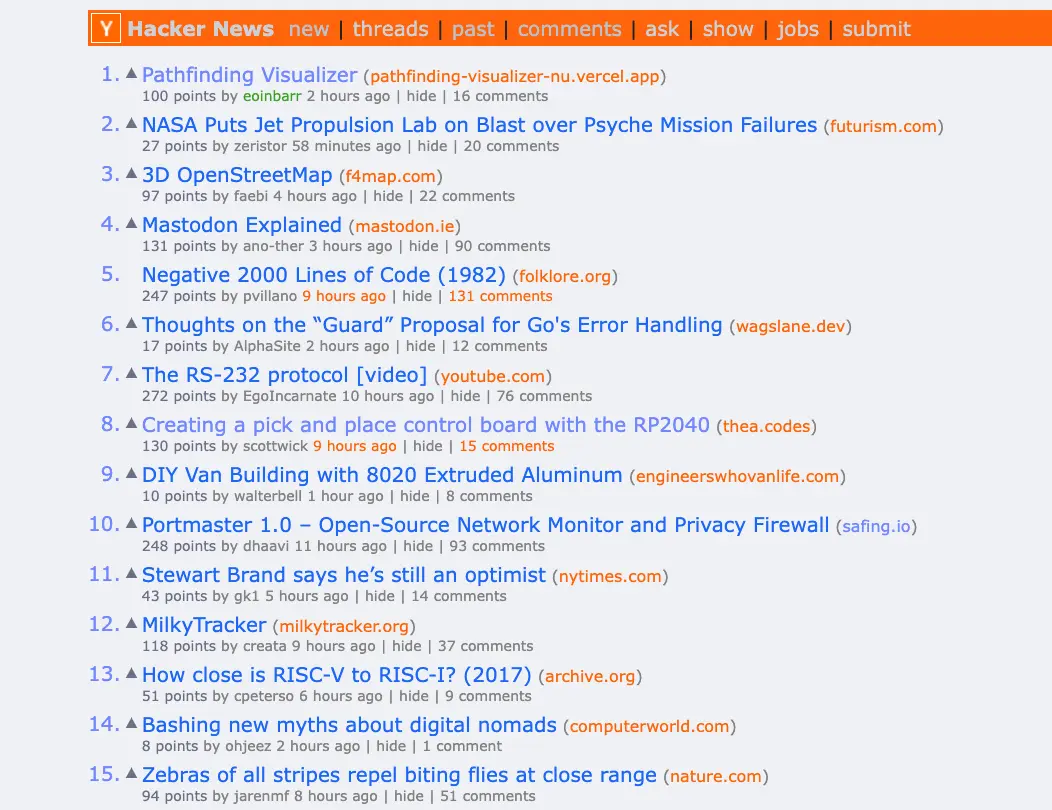 Y Hacker News new | threads | past | comments | ask | show | jobs | submit
1. ▲ Pathfinding Visualizer (pathfinding-visualizer-nu.vercel.app)
100 points by eoinbarr 2 hours ago | hide | 16 comments
2. ▲ NASA Puts Jet Propulsion Lab on Blast over Psyche Mission Failures (futurism.com)
27 points by zeristor 58 minutes ago | hide | 20 comments
3. ▲ 3D OpenStreetMap (f4map.com)
97 points by faebi 4 hours ago | hide | 22 comments
4. ▲ Mastodon Explained (mastodon.ie)
131 points by ano-ther 3 hours ago | hide | 90 comments
5. Negative 2000 Lines of Code (1982) (folklore.org)
247 points by pvillano 9 hours ago | hide | 131 comments
6. ▲ Thoughts on the “Guard” Proposal for Go's Error Handling (wagslane.dev)
17 points by AlphaSite 2 hours ago | hide | 12 comments
7. ▲ The RS-232 protocol [video] (youtube.com)
272 points by EgoIncarnate 10 hours ago | hide | 76 comments
8. ▲ Creating a pick and place control board with the RP2040 (thea.codes)
130 points by scottwick 9 hours ago | hide | 15 comments
9. ▲ DIY Van Building with 8020 Extruded Aluminum (engineerswhovanlife.com)
10 points by walterbell 1 hour ago | hide | 8 comments
10. ▲ Portmaster 1.0 – Open-Source Network Monitor and Privacy Firewall (safing.io)
248 points by dhaavi 11 hours ago | hide | 93 comments
11. ▲ Stewart Brand says he’s still an optimist (nytimes.com)
43 points by gk1 5 hours ago | hide | 14 comments
12. ▲ MilkyTracker (milkytracker.org)
118 points by creata 9 hours ago | hide | 37 comments
13. ▲ How close is RISC-V to RISC-I? (2017) (archive.org)
51 points by cpeterso 6 hours ago | hide | 9 comments
14. ▲ Bashing new myths about digital nomads (computerworld.com)
8 points by ohjeez 2 hours ago | hide | 1 comment
15. ▲ Zebras of all stripes repel biting flies at close range (nature.com)
94 points by jarenmf 8 hours ago | hide | 51 comments